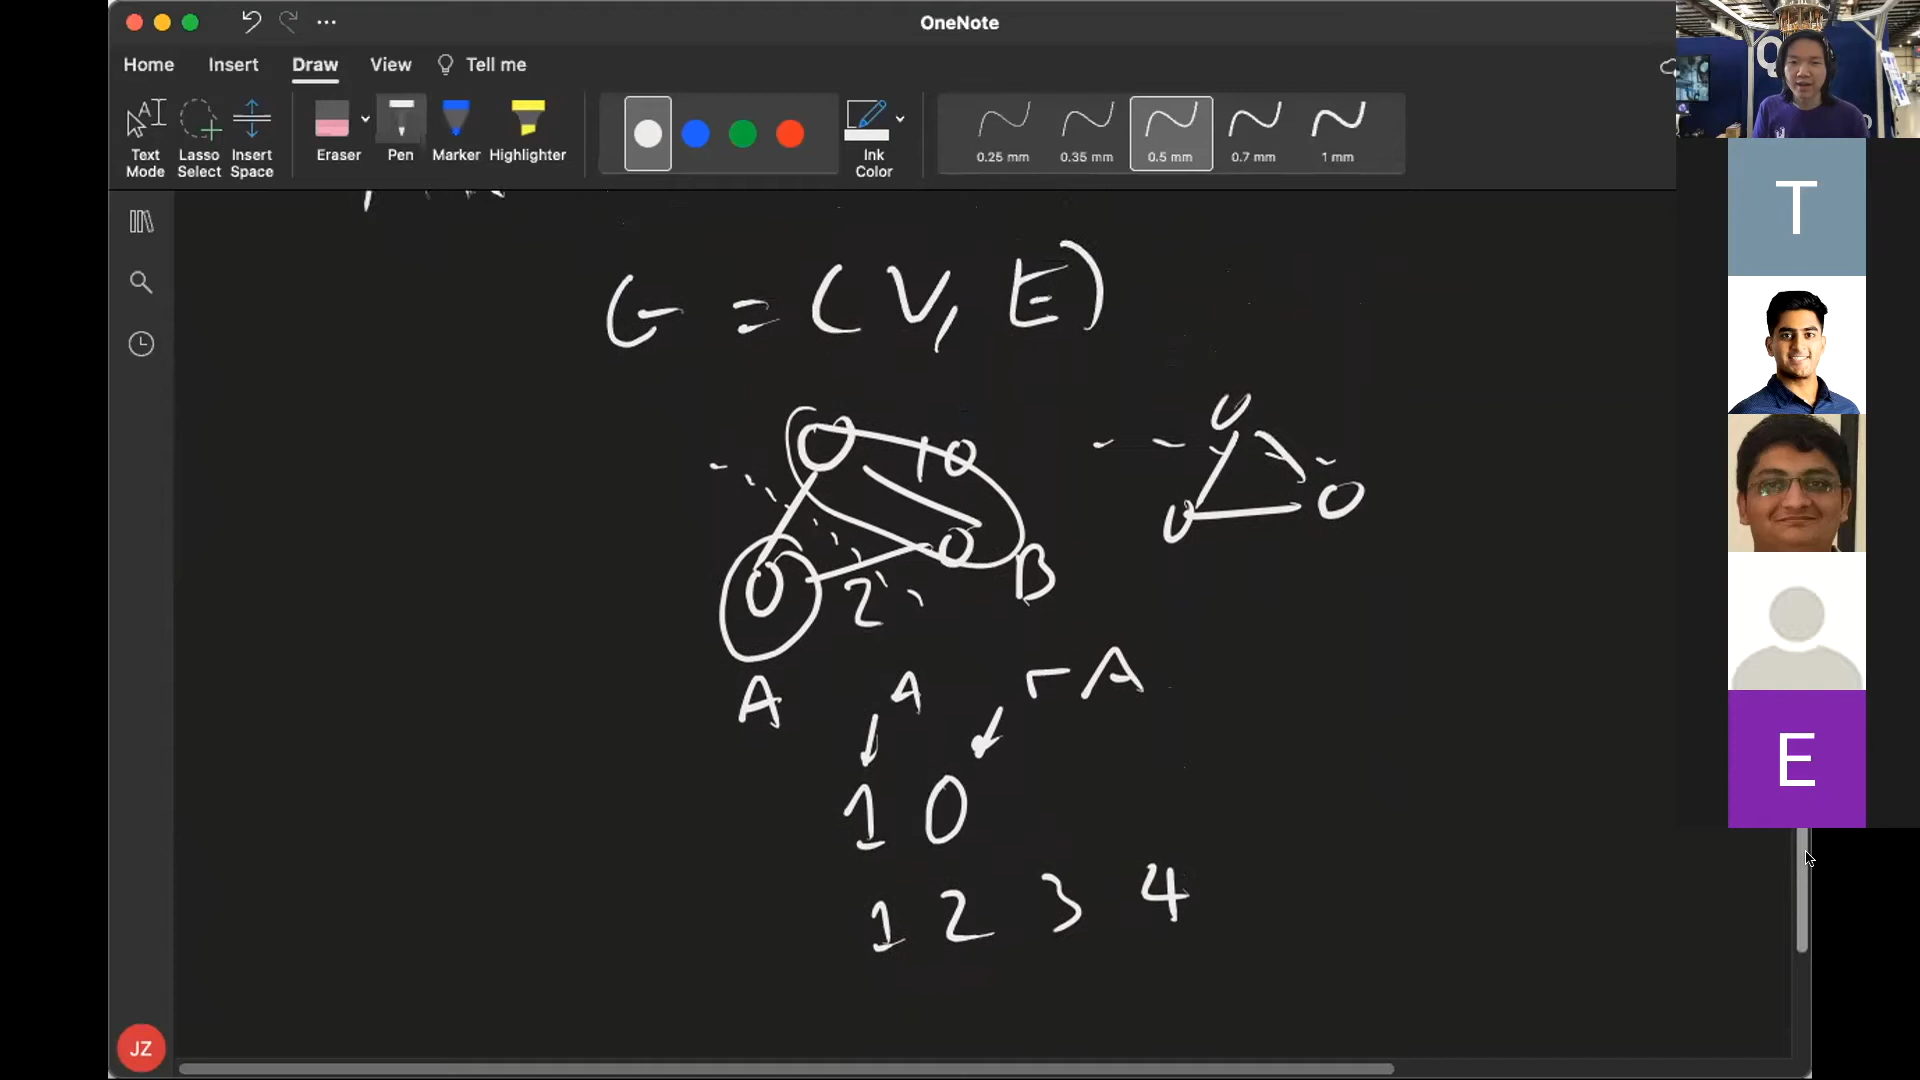 OneNote
Home Insert Draw View Tell me
Text Mode Lasso Select Insert Space Eraser Pen Marker Highlighter Ink Color 0.25 mm 0.35 mm 0.5 mm 0.7 mm 1 mm
G = (V, E)
2
B
A
A ¬A
1 0
1 2 3 4
JZ
Q
T
E